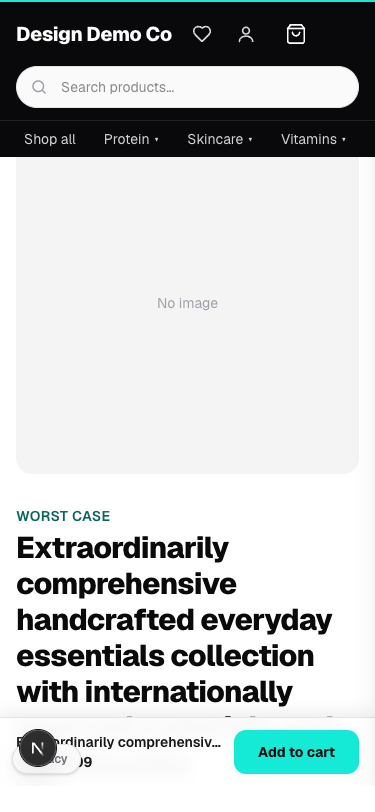 Design Demo Co
Search products...
Shop all Protein Skincare Vitamins
No image
WORST CASE
Extraordinarily
comprehensive
handcrafted everyday
essentials collection
with internationally
comprehensiv...
Add to cart
N